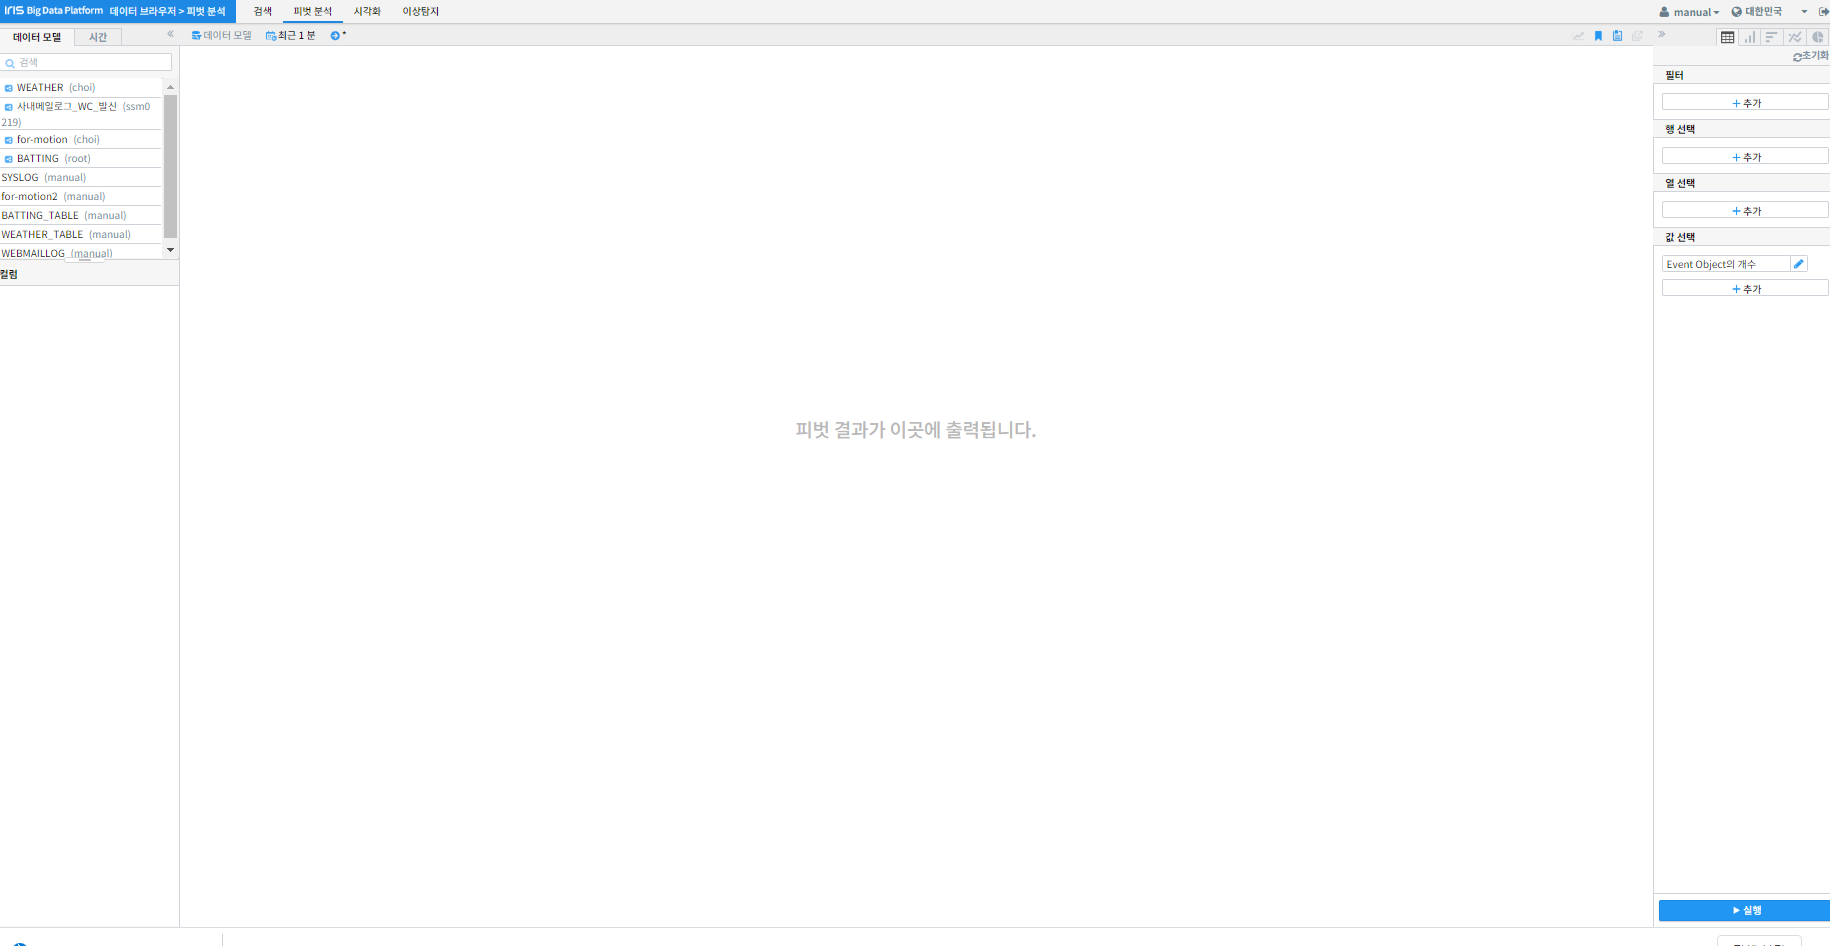 IRIS Big Data Platform 데이터 브라우저 > 피벗 분석 검색 피벗 분석 시각화 이상탐지 manual 대한민국
데이터 모델 시간 데이터 모델 최근 1 분 *
초기화
검색
WEATHER (choi)
사내메일로그_WC_발신 (ssm0
219)
for-motion (choi)
BATTING (root)
SYSLOG (manual)
for-motion2 (manual)
BATTING_TABLE (manual)
WEATHER_TABLE (manual)
WEBMAILLOG (manual)
컬럼
피벗 결과가 이곳에 출력됩니다.
필터
+ 추가
행 선택
+ 추가
열 선택
+ 추가
값 선택
Event Object의 개수
+ 추가
실행